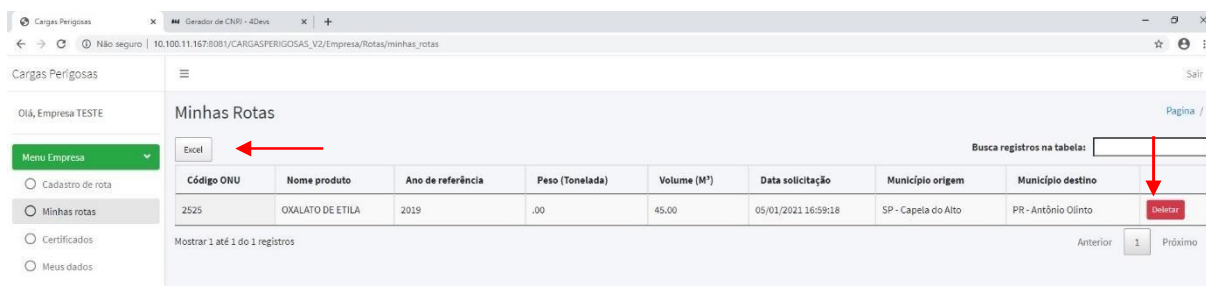 Cargas Perigosas
Gerador de CNPJ - 4Devs
Não seguro | 10.100.11.167:8081/CARGASPERIGOSAS_V2/Empresa/Rotas/minhas_rotas
Cargas Perigosas
Sair
Olá, Empresa TESTE
Minhas Rotas
Pagina /
Menu Empresa
Excel
Busca registros na tabela:
Cadastro de rota
Minhas rotas
Certificados
Meus dados
Código ONU Nome produto Ano de referência Peso (Tonelada) Volume (M³) Data solicitação Município origem Município destino
2525 OXALATO DE ETILA 2019 .00 45.00 05/01/2021 16:59:18 SP - Capela do Alto PR - Antônio Olinto Deletar
Mostrar 1 até 1 do 1 registros
Anterior 1 Próximo